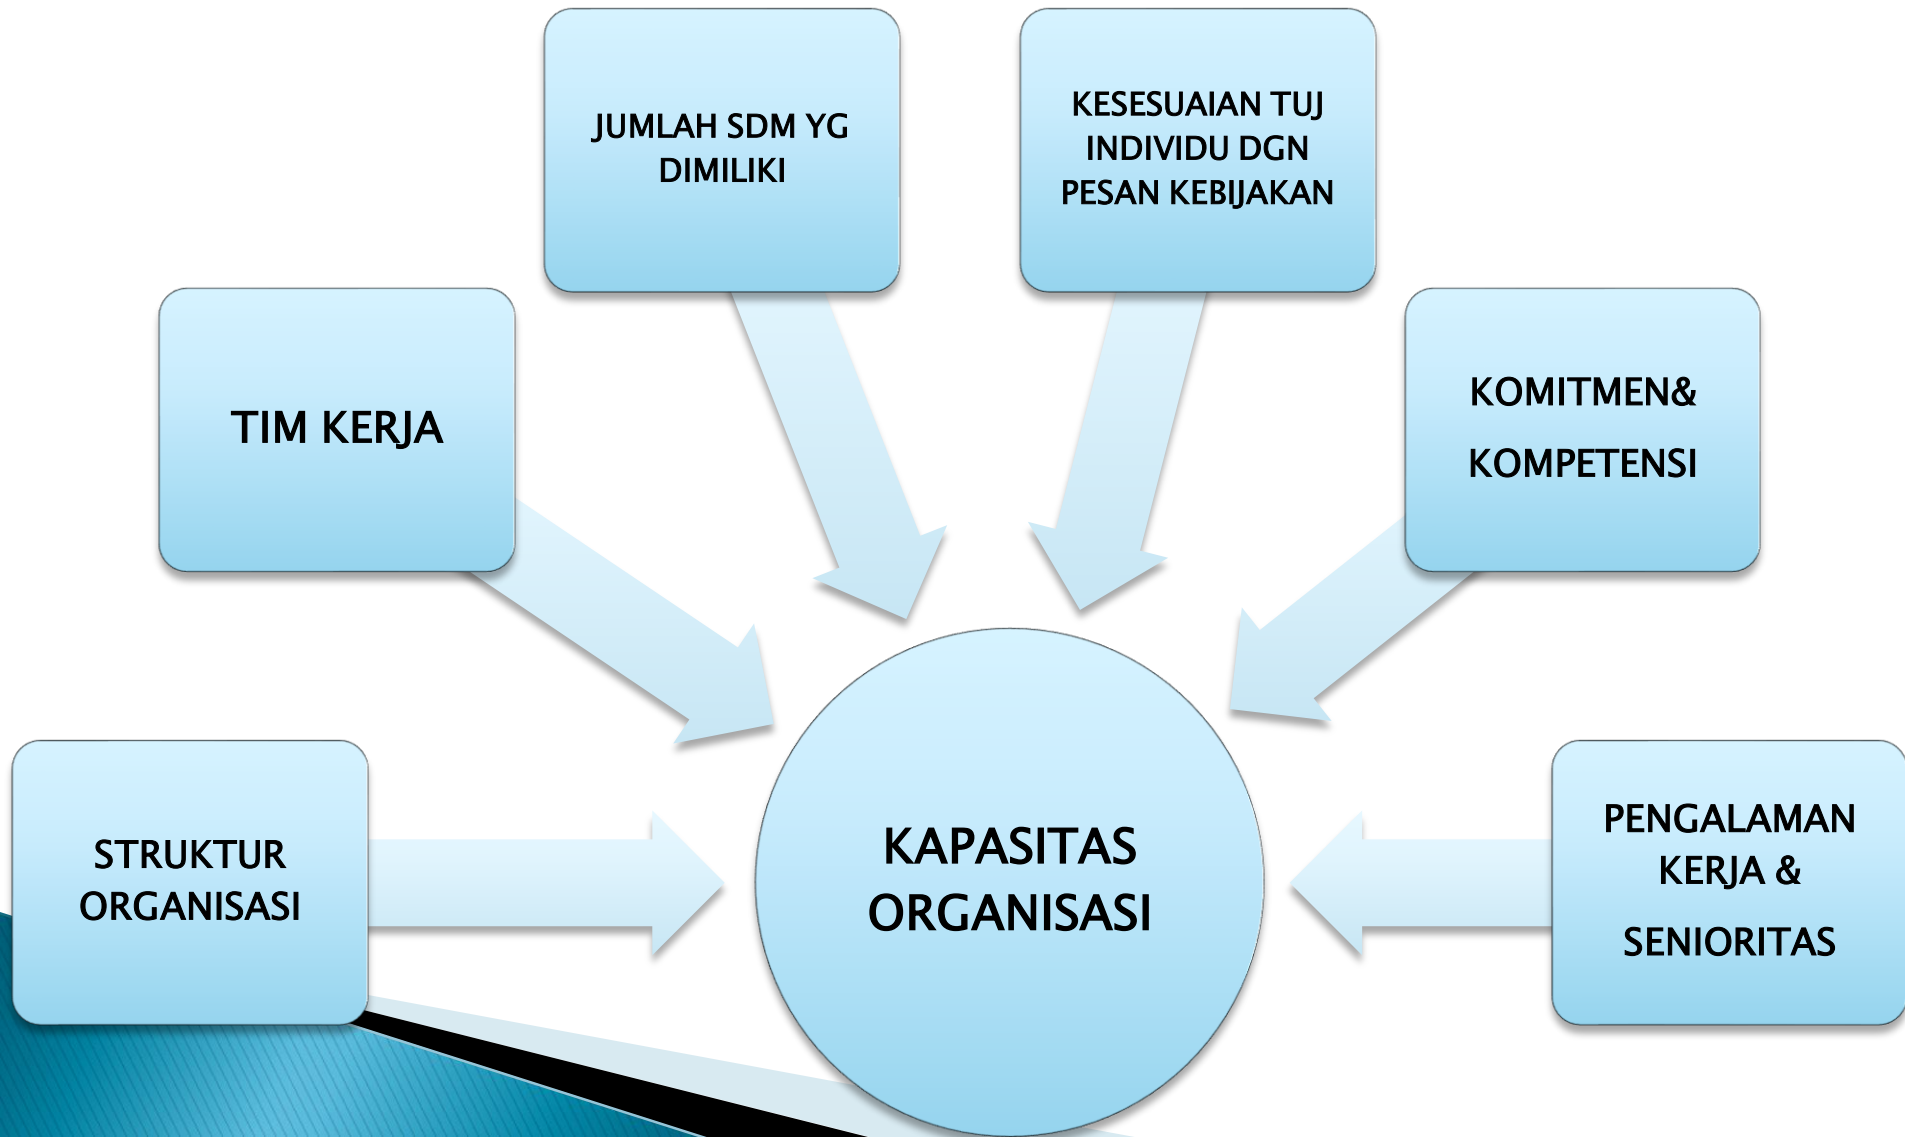 JUMLAH SDM YG
DIMILIKI
KESESUAIAN TUJ
INDIVIDU DGN
PESAN KEBIJAKAN
TIM KERJA
KOMITMEN&
KOMPETENSI
STRUKTUR
ORGANISASI
KAPASITAS
ORGANISASI
PENGALAMAN
KERJA &
SENIORITAS